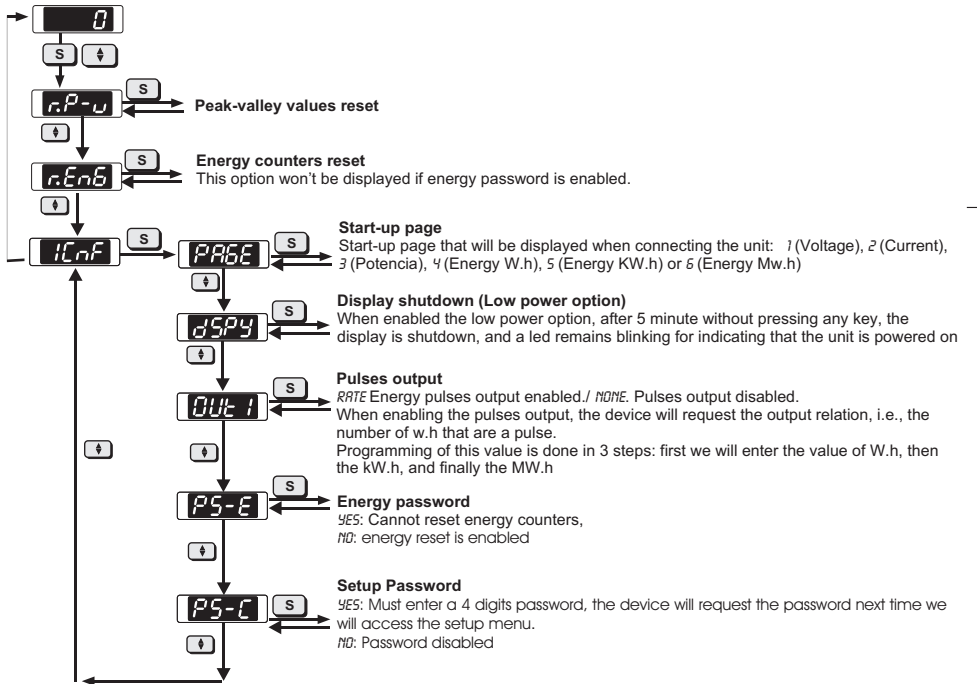 0
S
r.P-u
S
Peak-valley values reset
r.EnG
S
Energy counters reset
This option won't be displayed if energy password is enabled.
1CnF
S
PAGE
S
Start-up page
Start-up page that will be displayed when connecting the unit: 1 (Voltage), 2 (Current),
3 (Potencia), 4 (Energy W.h), 5 (Energy KW.h) or 6 (Energy Mw.h)
dSPY
S
Display shutdown (Low power option)
When enabled the low power option, after 5 minute without pressing any key, the
display is shutdown, and a led remains blinking for indicating that the unit is powered on
OUt 1
S
Pulses output
RATE Energy pulses output enabled./ NONE. Pulses output disabled.
When enabling the pulses output, the device will request the output relation, i.e., the
number of w.h that are a pulse.
Programming of this value is done in 3 steps: first we will enter the value of W.h, then
the kW.h, and finally the MW.h
PS-E
S
Energy password
YES: Cannot reset energy counters,
NO: energy reset is enabled
PS-C
S
Setup Password
YES: Must enter a 4 digits password, the device will request the password next time we
will access the setup menu.
NO: Password disabled